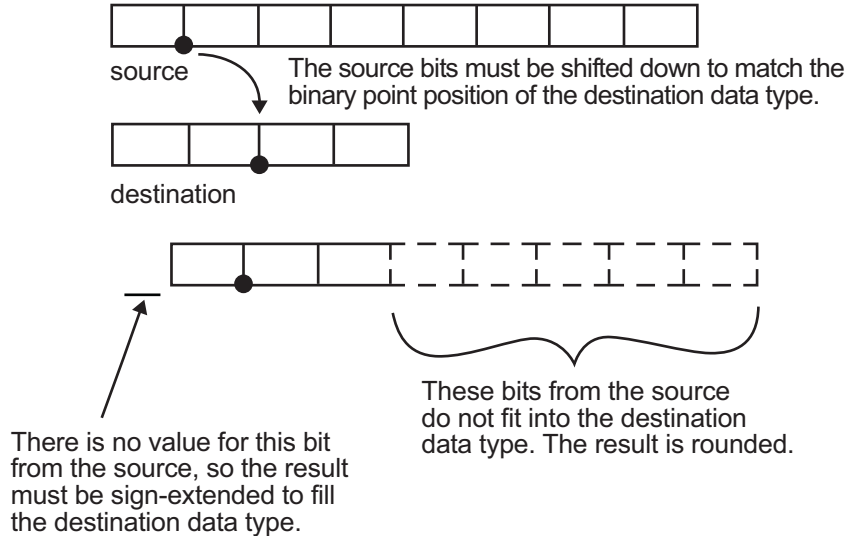 source
The source bits must be shifted down to match the
binary point position of the destination data type.
destination
These bits from the source
do not fit into the destination
data type. The result is rounded.
There is no value for this bit
from the source, so the result
must be sign-extended to fill
the destination data type.